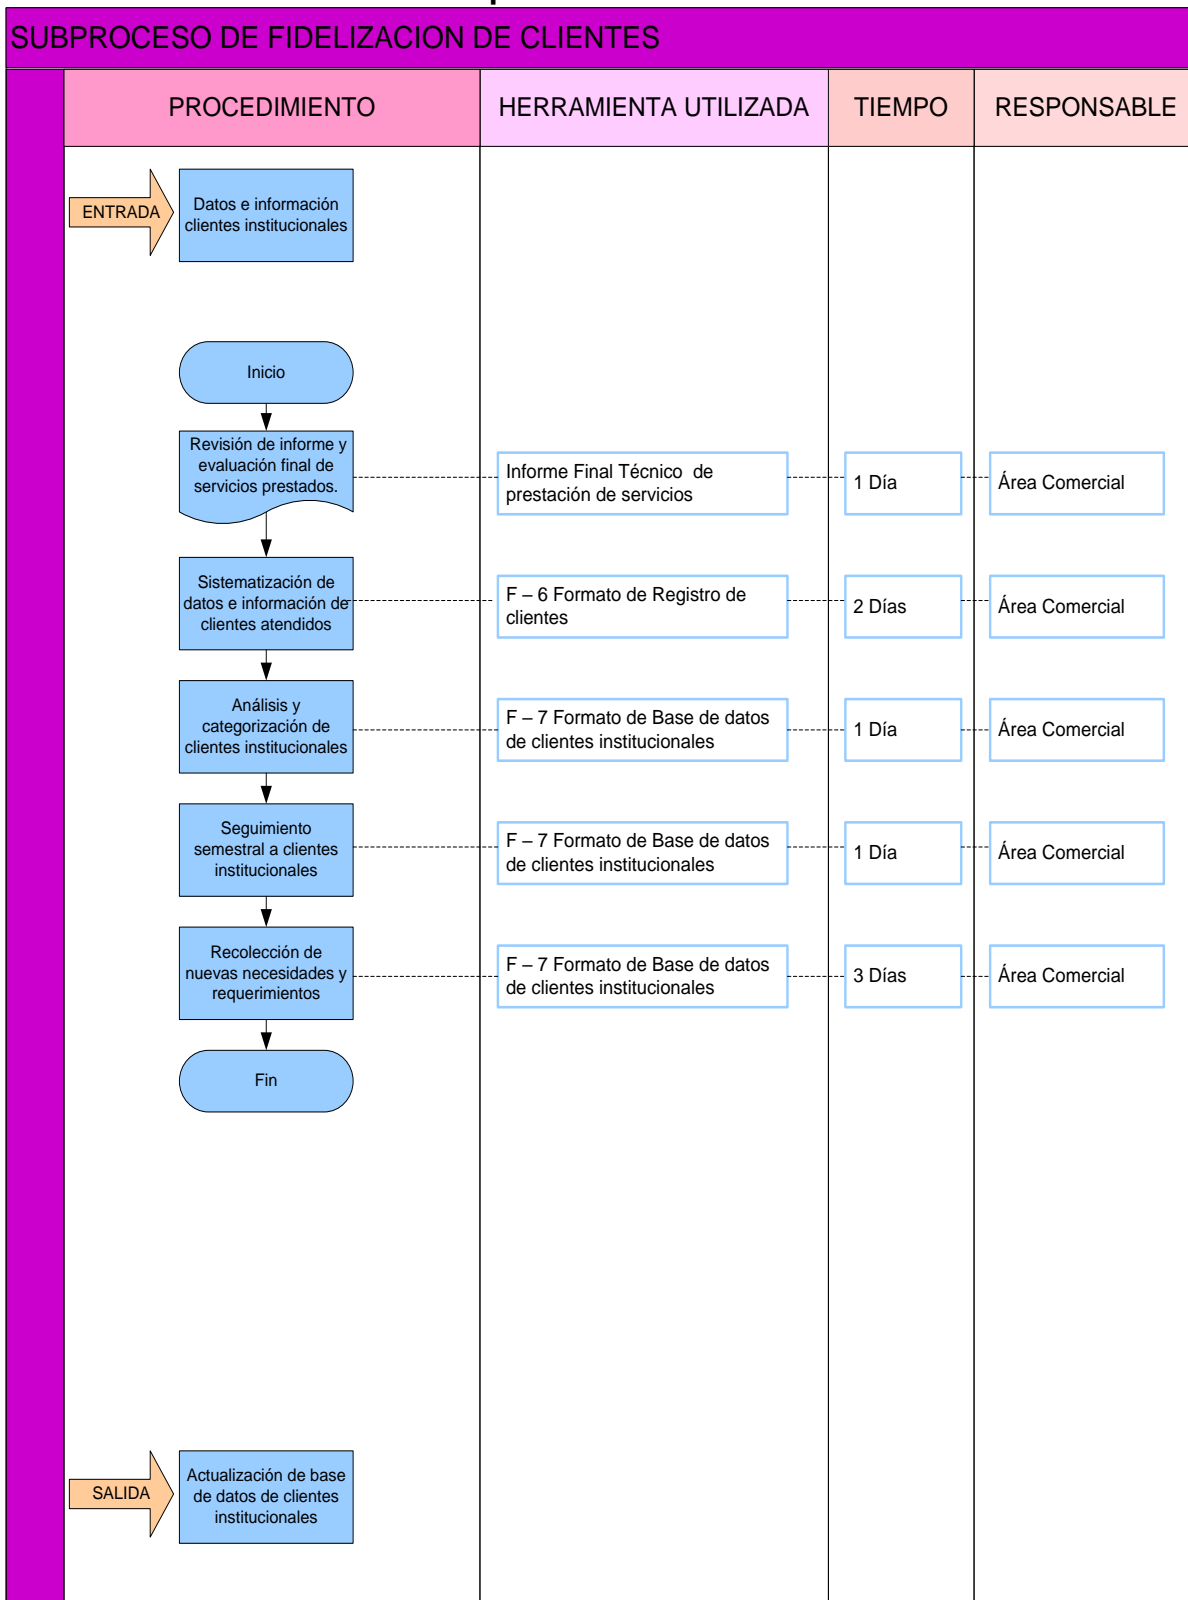 SUBPROCESO DE FIDELIZACION DE CLIENTES
PROCEDIMIENTO
HERRAMIENTA UTILIZADA
TIEMPO
RESPONSABLE
ENTRADA
Datos e información
clientes institucionales
Inicio
Revisión de informe y
evaluación final de
servicios prestados.
Informe Final Técnico  de
prestación de servicios
1 Día
Área Comercial
Sistematización de
datos e información de
clientes atendidos
F – 6 Formato de Registro de
clientes
2 Días
Área Comercial
Análisis y
categorización de
clientes institucionales
F – 7 Formato de Base de datos
de clientes institucionales
1 Día
Área Comercial
Seguimiento
semestral a clientes
institucionales
F – 7 Formato de Base de datos
de clientes institucionales
1 Día
Área Comercial
Recolección de
nuevas necesidades y
requerimientos
F – 7 Formato de Base de datos
de clientes institucionales
3 Días
Área Comercial
Fin
SALIDA
Actualización de base
de datos de clientes
institucionales